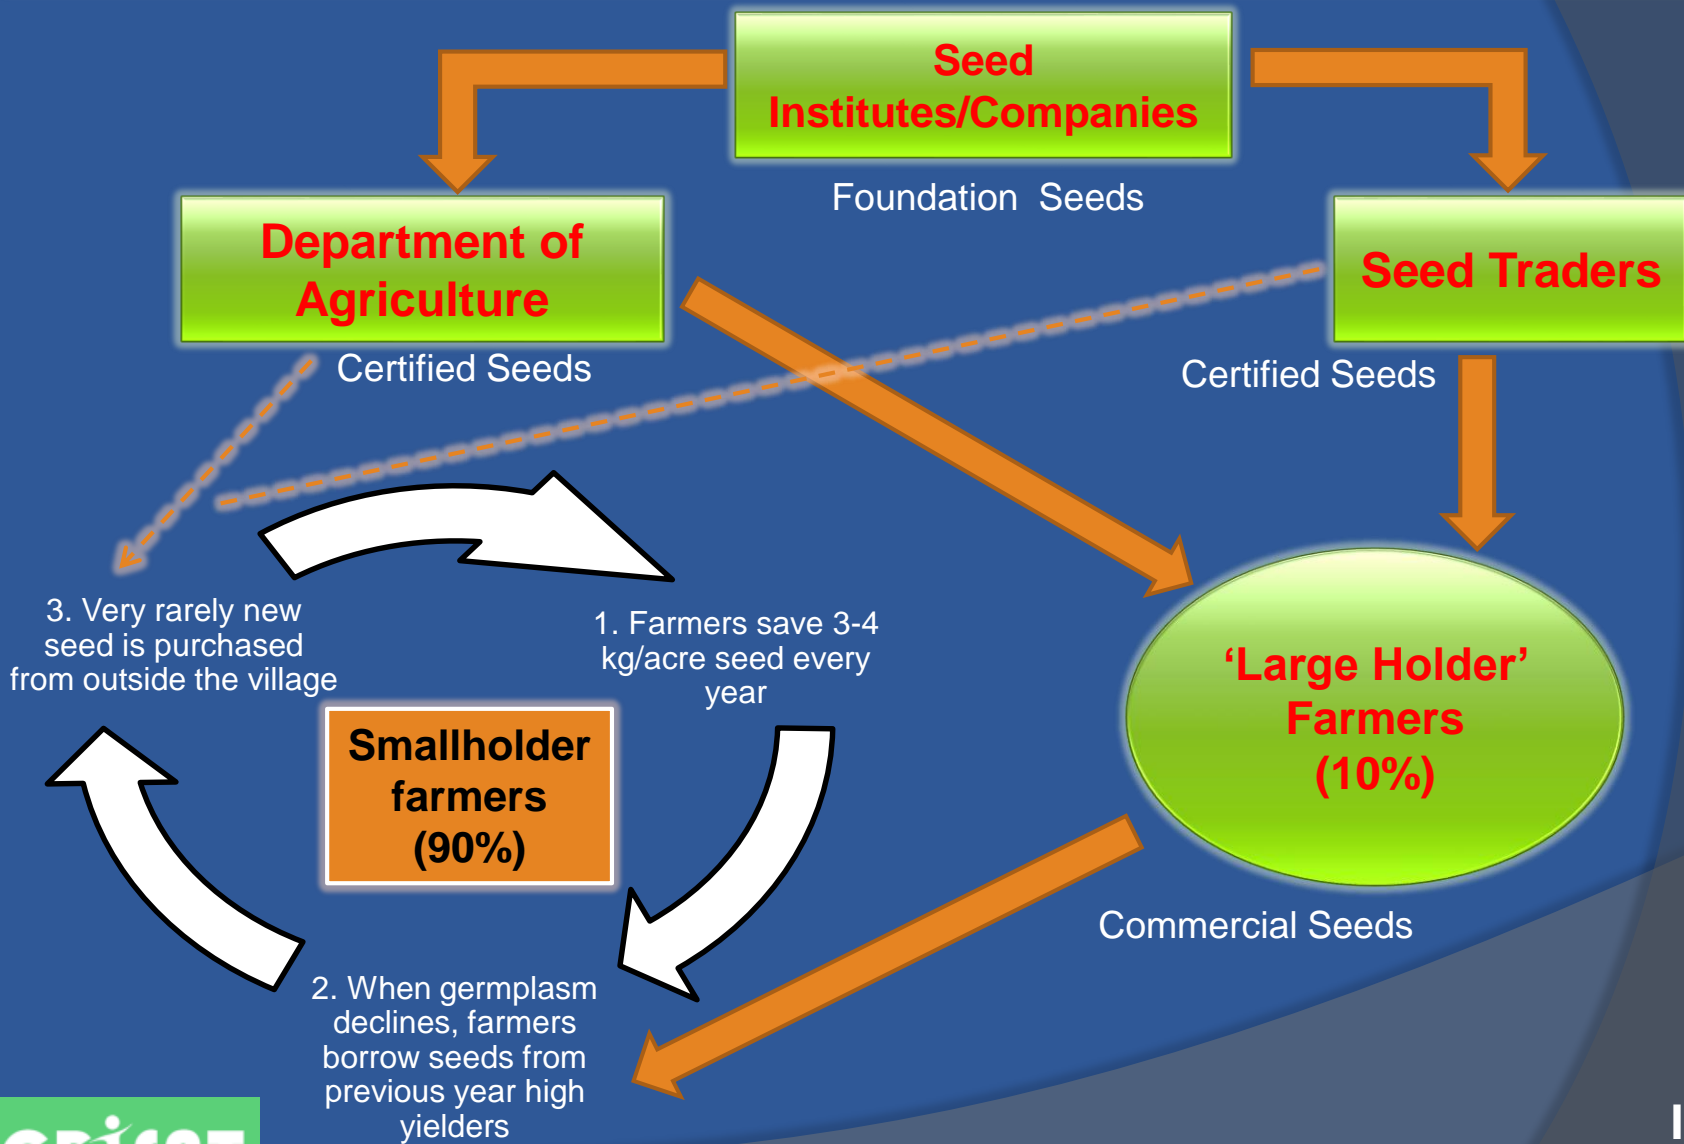 Seed
Institutes/Companies
Foundation Seeds
Department of
Agriculture
Seed Traders
Certified Seeds
Certified Seeds
3. Very rarely new
seed is purchased
from outside the village
1. Farmers save 3-4
kg/acre seed every
year
Smallholder
farmers
(90%)
‘Large Holder’
Farmers
(10%)
Commercial Seeds
2. When germplasm
declines, farmers
borrow seeds from
previous year high
yielders